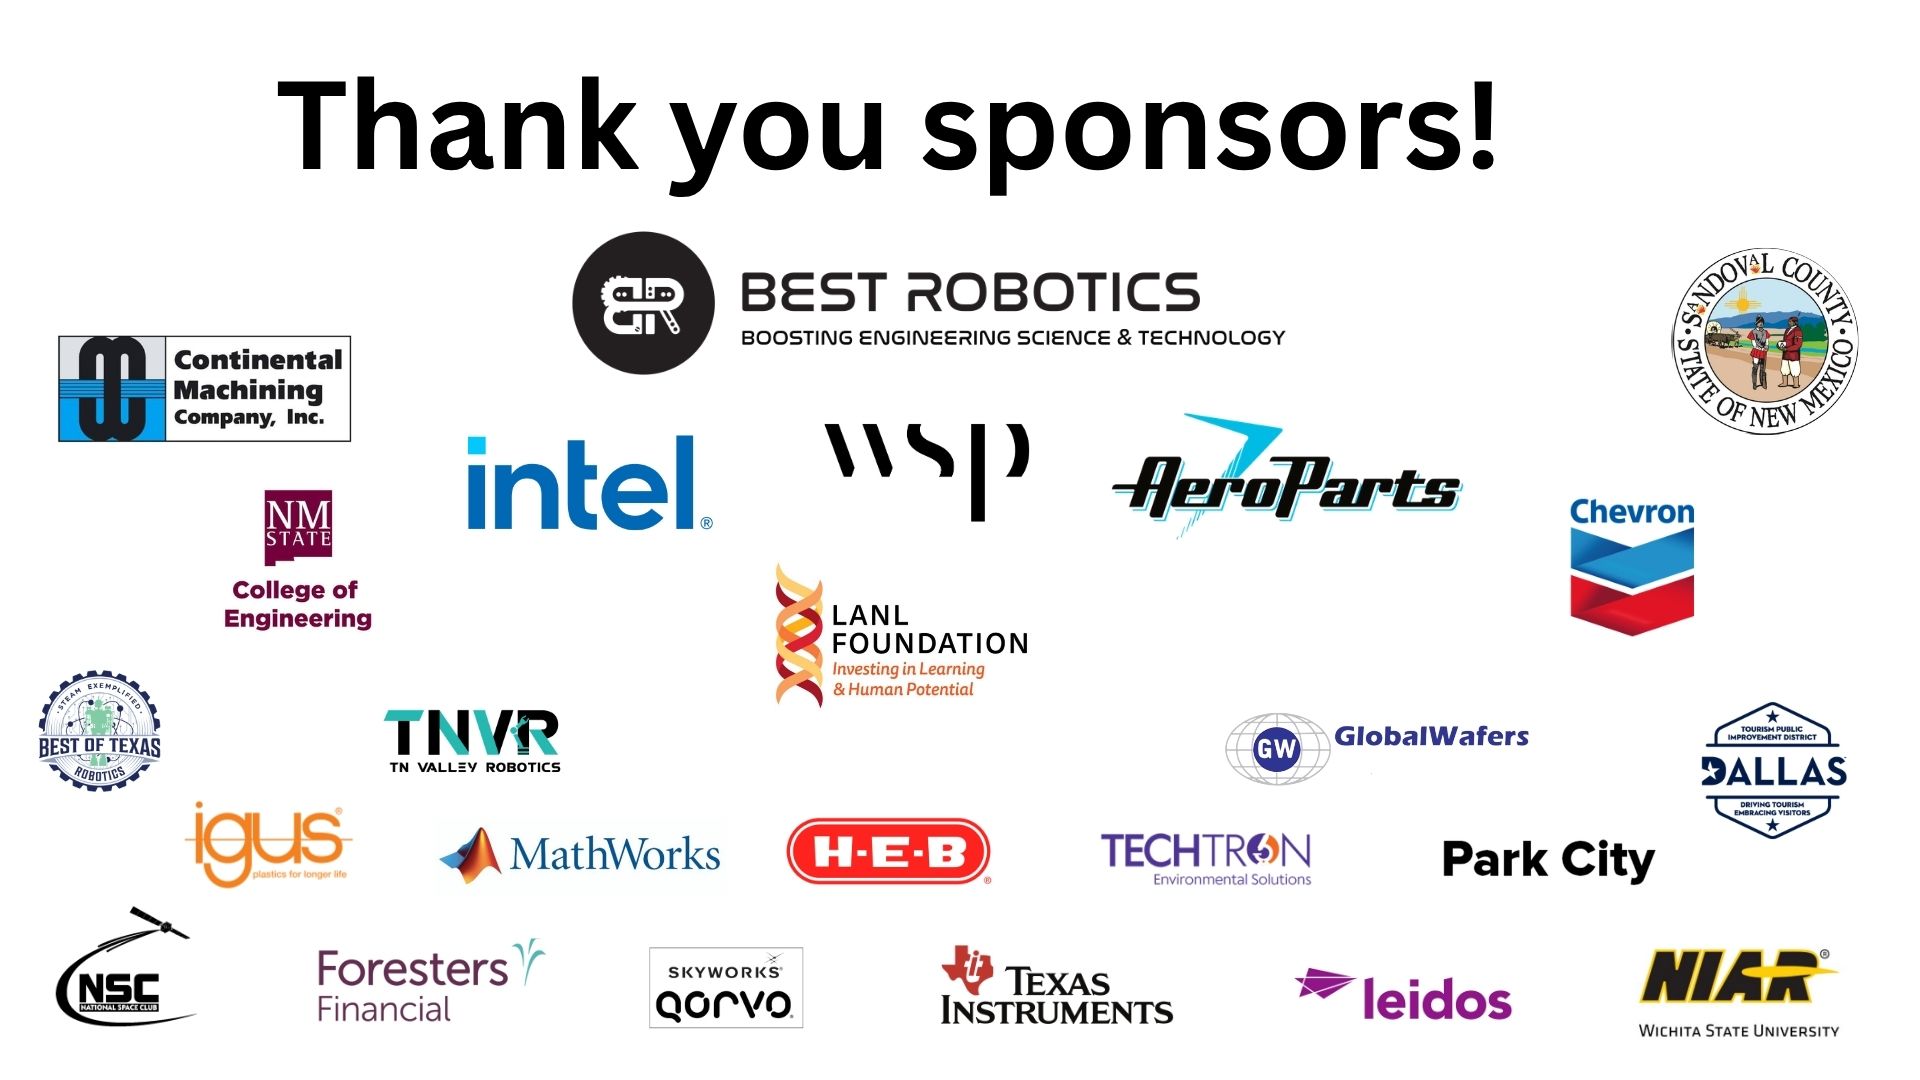 Thank you sponsors!
BR
BEST ROBOTICS
BOOSTING ENGINEERING SCIENCE & TECHNOLOGY
SANDOVAL COUNTY
STATE OF NEW MEXICO
Continental
Machining
Company, Inc.
intel®
wsp
AeroParts
NM
STATE
College of
Engineering
Chevron
LANL
FOUNDATION
Investing in Learning
& Human Potential
STEAM EXEMPLIFIED
BEST OF TEXAS
ROBOTICS
TNVR
TN VALLEY ROBOTICS
GW
GlobalWafers
TOURISM PUBLIC
IMPROVEMENT DISTRICT
DALLAS
DRIVING TOURISM
EMBRACING VISITORS
igus®
plastics for longer life
MathWorks
H-E-B®
TECHTRON
Environmental Solutions
Park City
NSC
NATIONAL SPACE CLUB
Foresters
Financial
SKYWORKS®
QORVO®
ti
TEXAS
INSTRUMENTS
leidos
NIAR®
WICHITA STATE UNIVERSITY